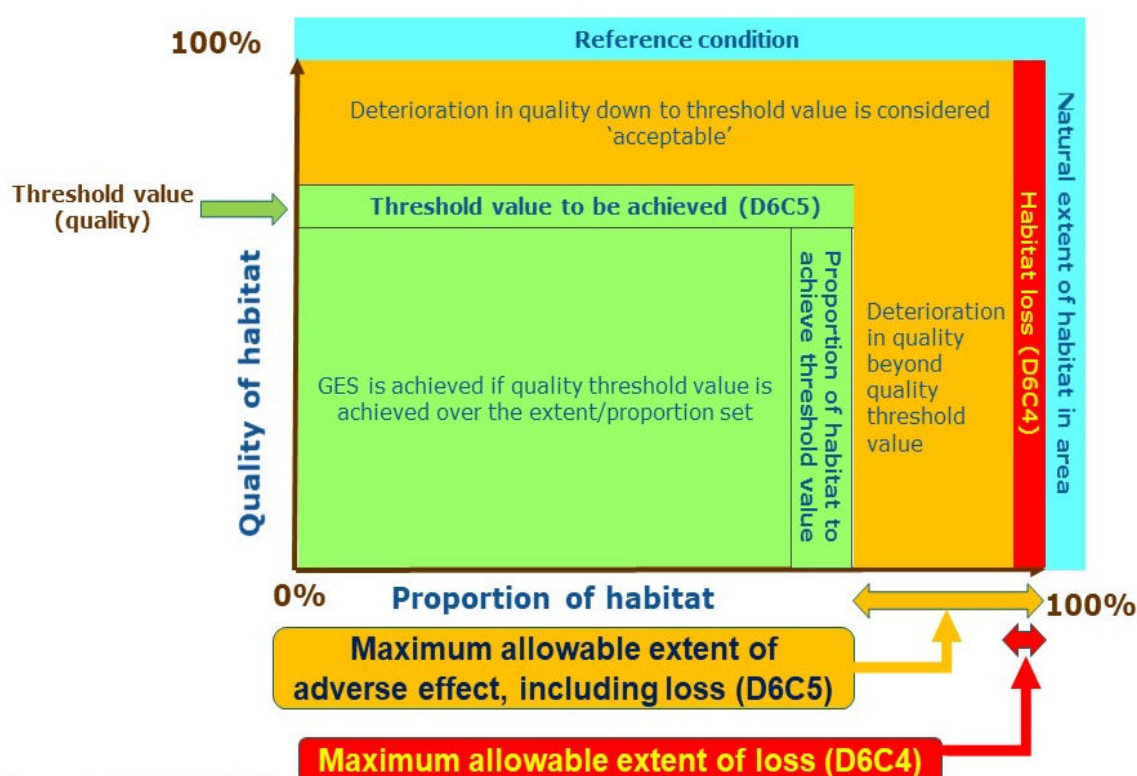 100%
Reference condition
Deterioration in quality down to threshold value is considered
‘acceptable’
Threshold value
(quality)
Threshold value to be achieved (D6C5)
Quality of habitat
GES is achieved if quality threshold value is
achieved over the extent/proportion set
Proportion of habitat to
achieve threshold value
Deterioration
in quality
beyond
quality
threshold
value
Habitat loss (D6C4)
Natural extent of habitat in area
0%
Proportion of habitat
100%
Maximum allowable extent of
adverse effect, including loss (D6C5)
Maximum allowable extent of loss (D6C4)